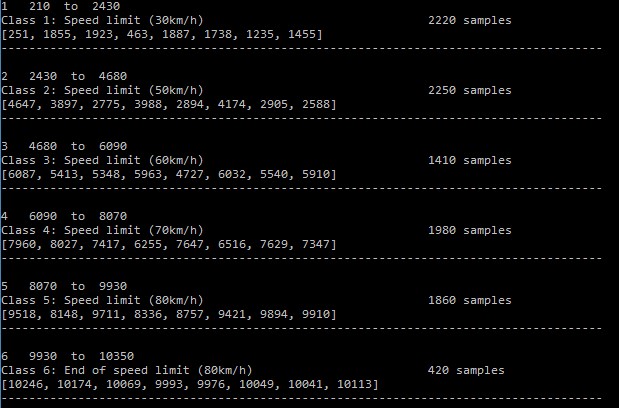 1   210  to  2430
Class 1: Speed limit (30km/h)                                2220 samples
[251, 1855, 1923, 463, 1887, 1738, 1235, 1455]
--------------------------------------------------------------------------------------
2   2430  to  4680
Class 2: Speed limit (50km/h)                                2250 samples
[4647, 3897, 2775, 3988, 2894, 4174, 2905, 2588]
--------------------------------------------------------------------------------------
3   4680  to  6090
Class 3: Speed limit (60km/h)                                1410 samples
[6087, 5413, 5348, 5963, 4727, 6032, 5540, 5910]
--------------------------------------------------------------------------------------
4   6090  to  8070
Class 4: Speed limit (70km/h)                                1980 samples
[7960, 8027, 7417, 6255, 7647, 6516, 7629, 7347]
--------------------------------------------------------------------------------------
5   8070  to  9930
Class 5: Speed limit (80km/h)                                1860 samples
[9518, 8148, 9711, 8336, 8757, 9421, 9894, 9910]
--------------------------------------------------------------------------------------
6   9930  to  10350
Class 6: End of speed limit (80km/h)                         420 samples
[10246, 10174, 10069, 9993, 9976, 10049, 10041, 10113]
--------------------------------------------------------------------------------------